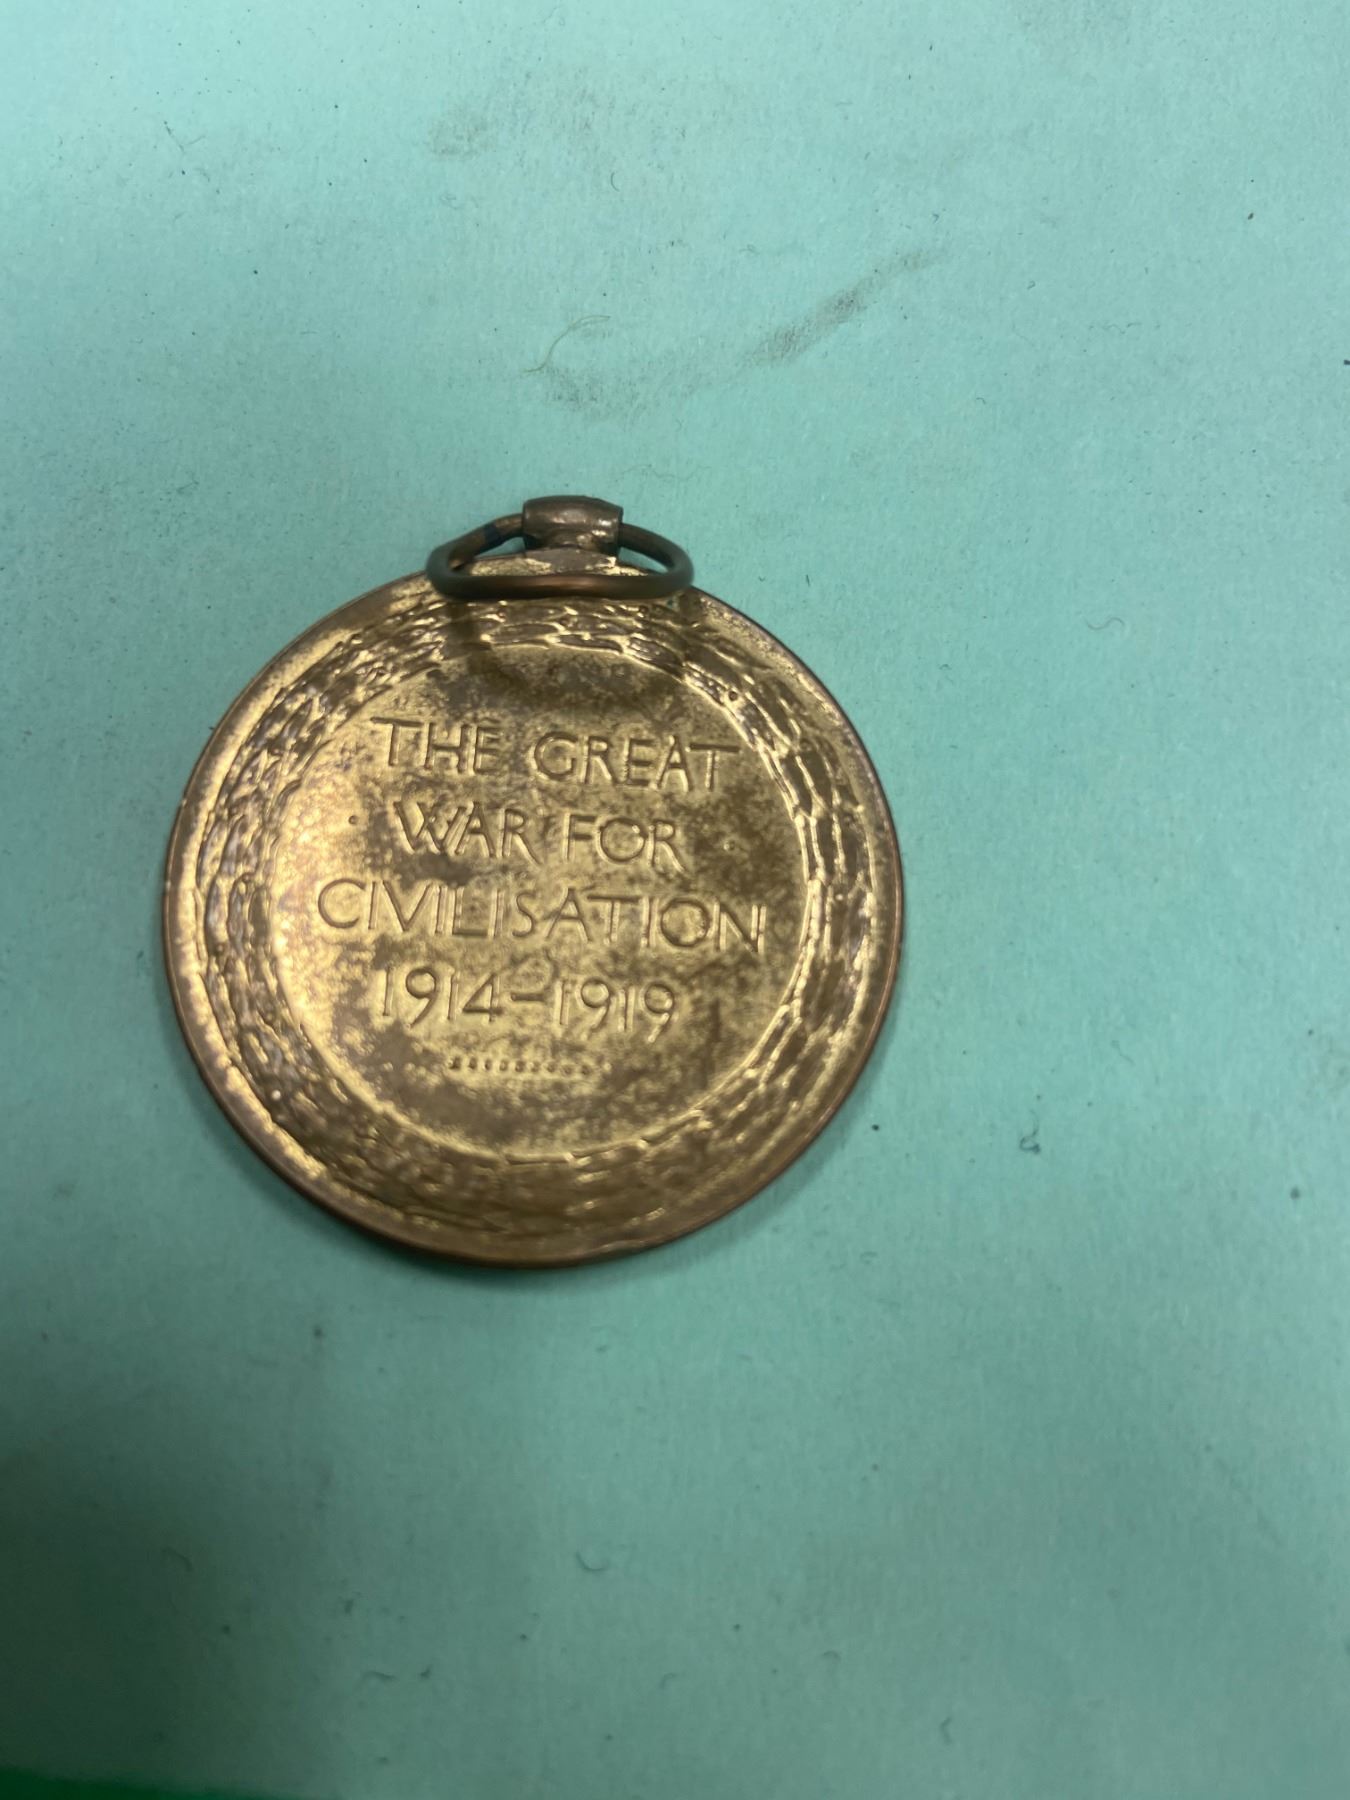 THE GREAT
WAR FOR
CIVILISATION
1914-1919